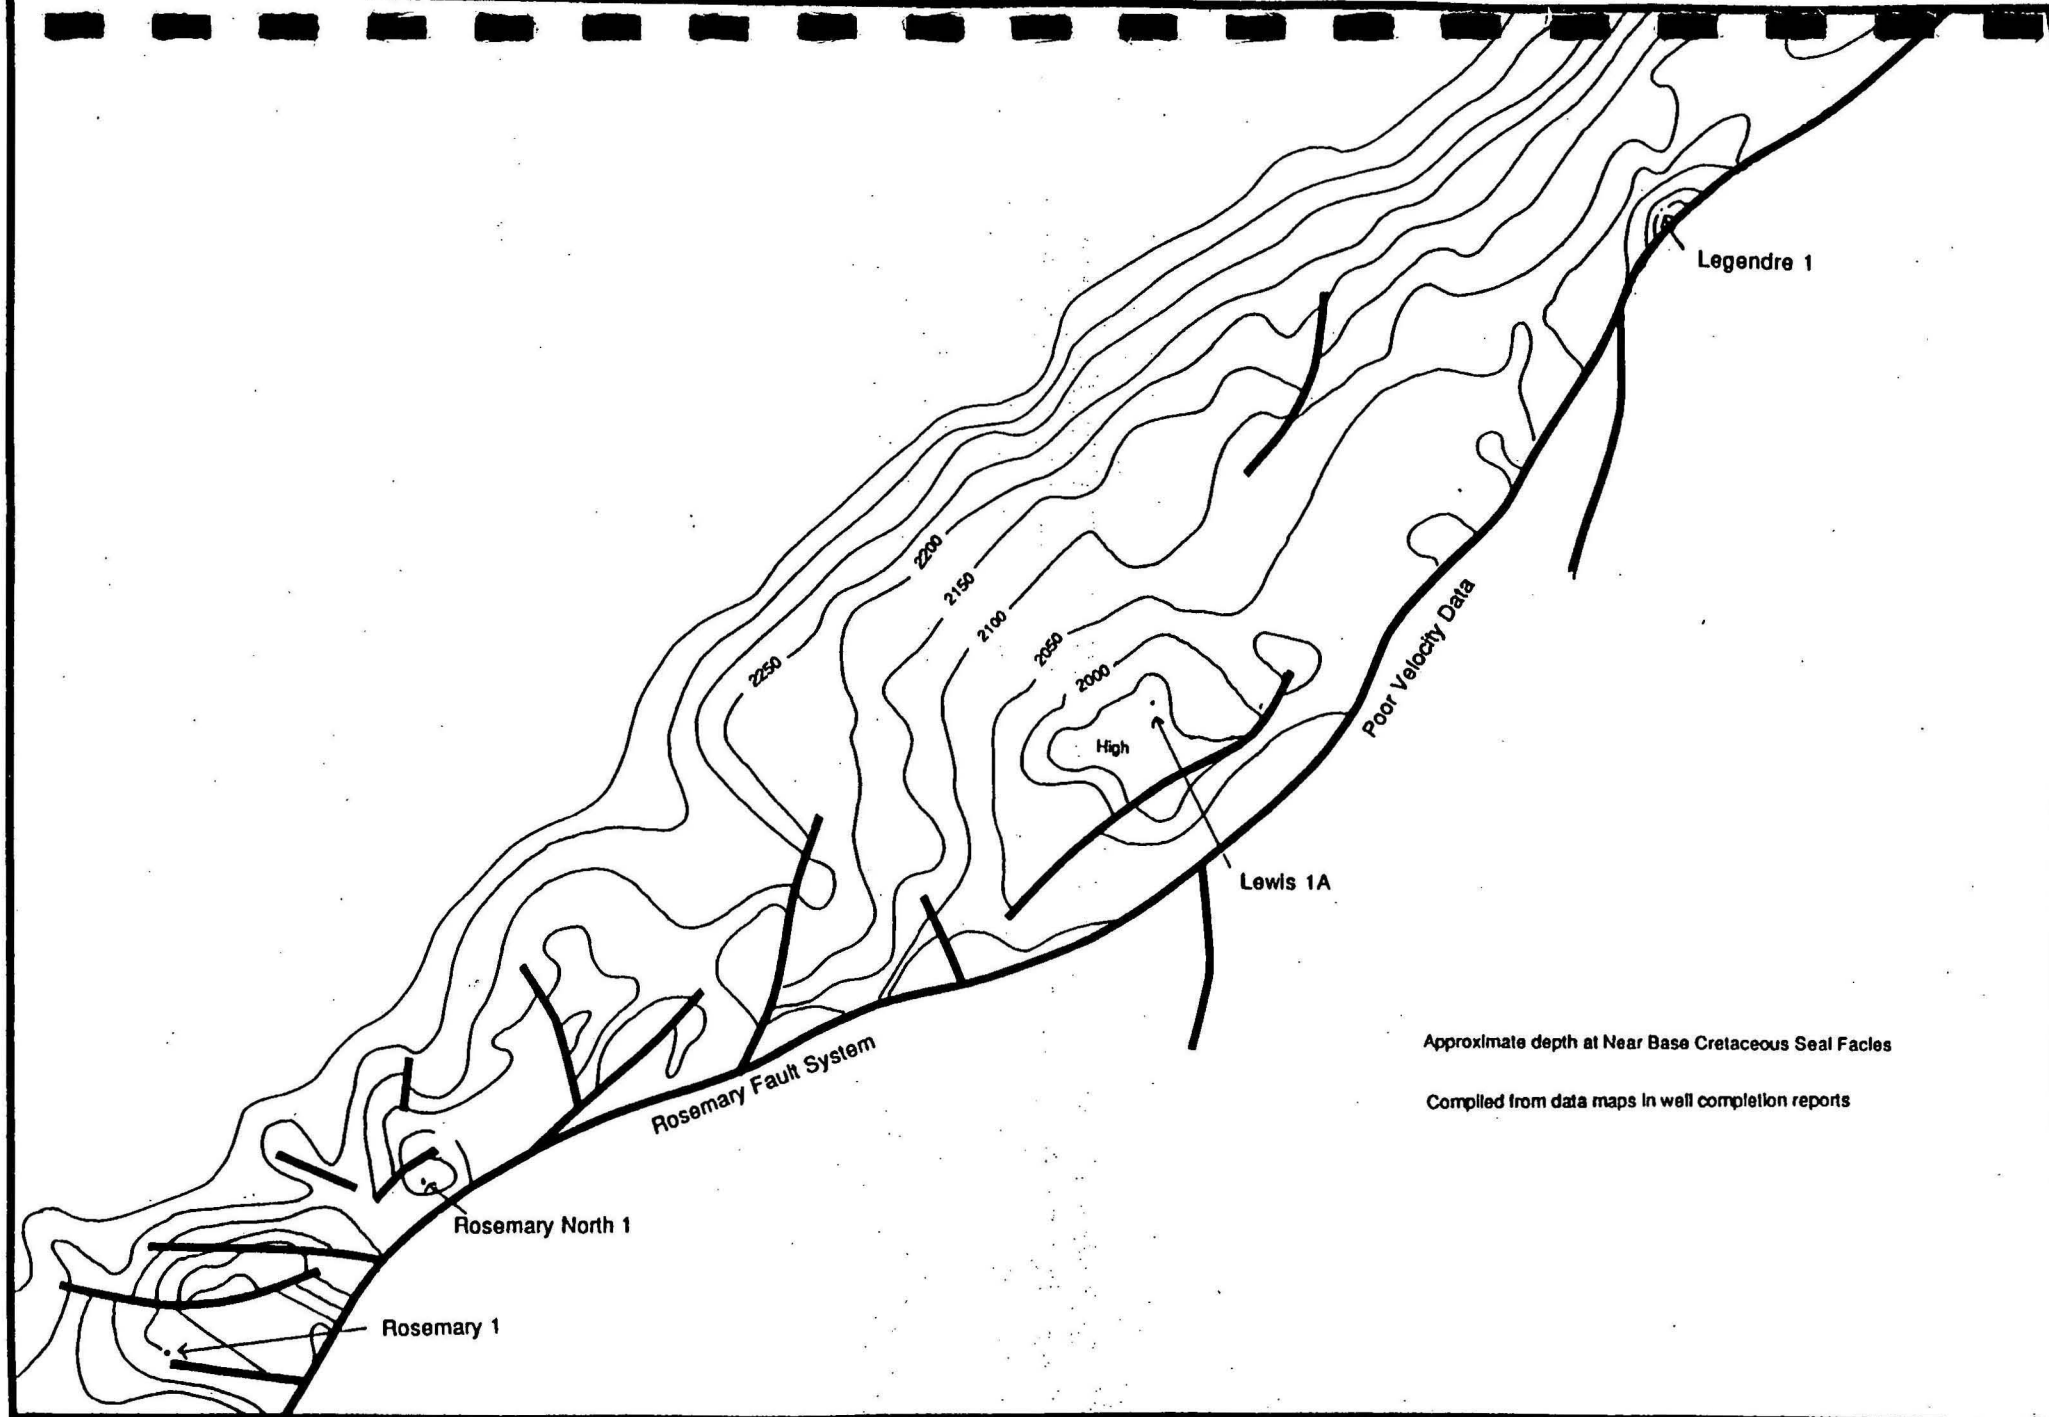 Legendre 1
2200
2150
2100
2050
2000
2250
High
Poor Velocity Data
Lewis 1A
Rosemary Fault System
Approximate depth at Near Base Cretaceous Seal Facies
Compiled from data maps in well completion reports
Rosemary North 1
Rosemary 1